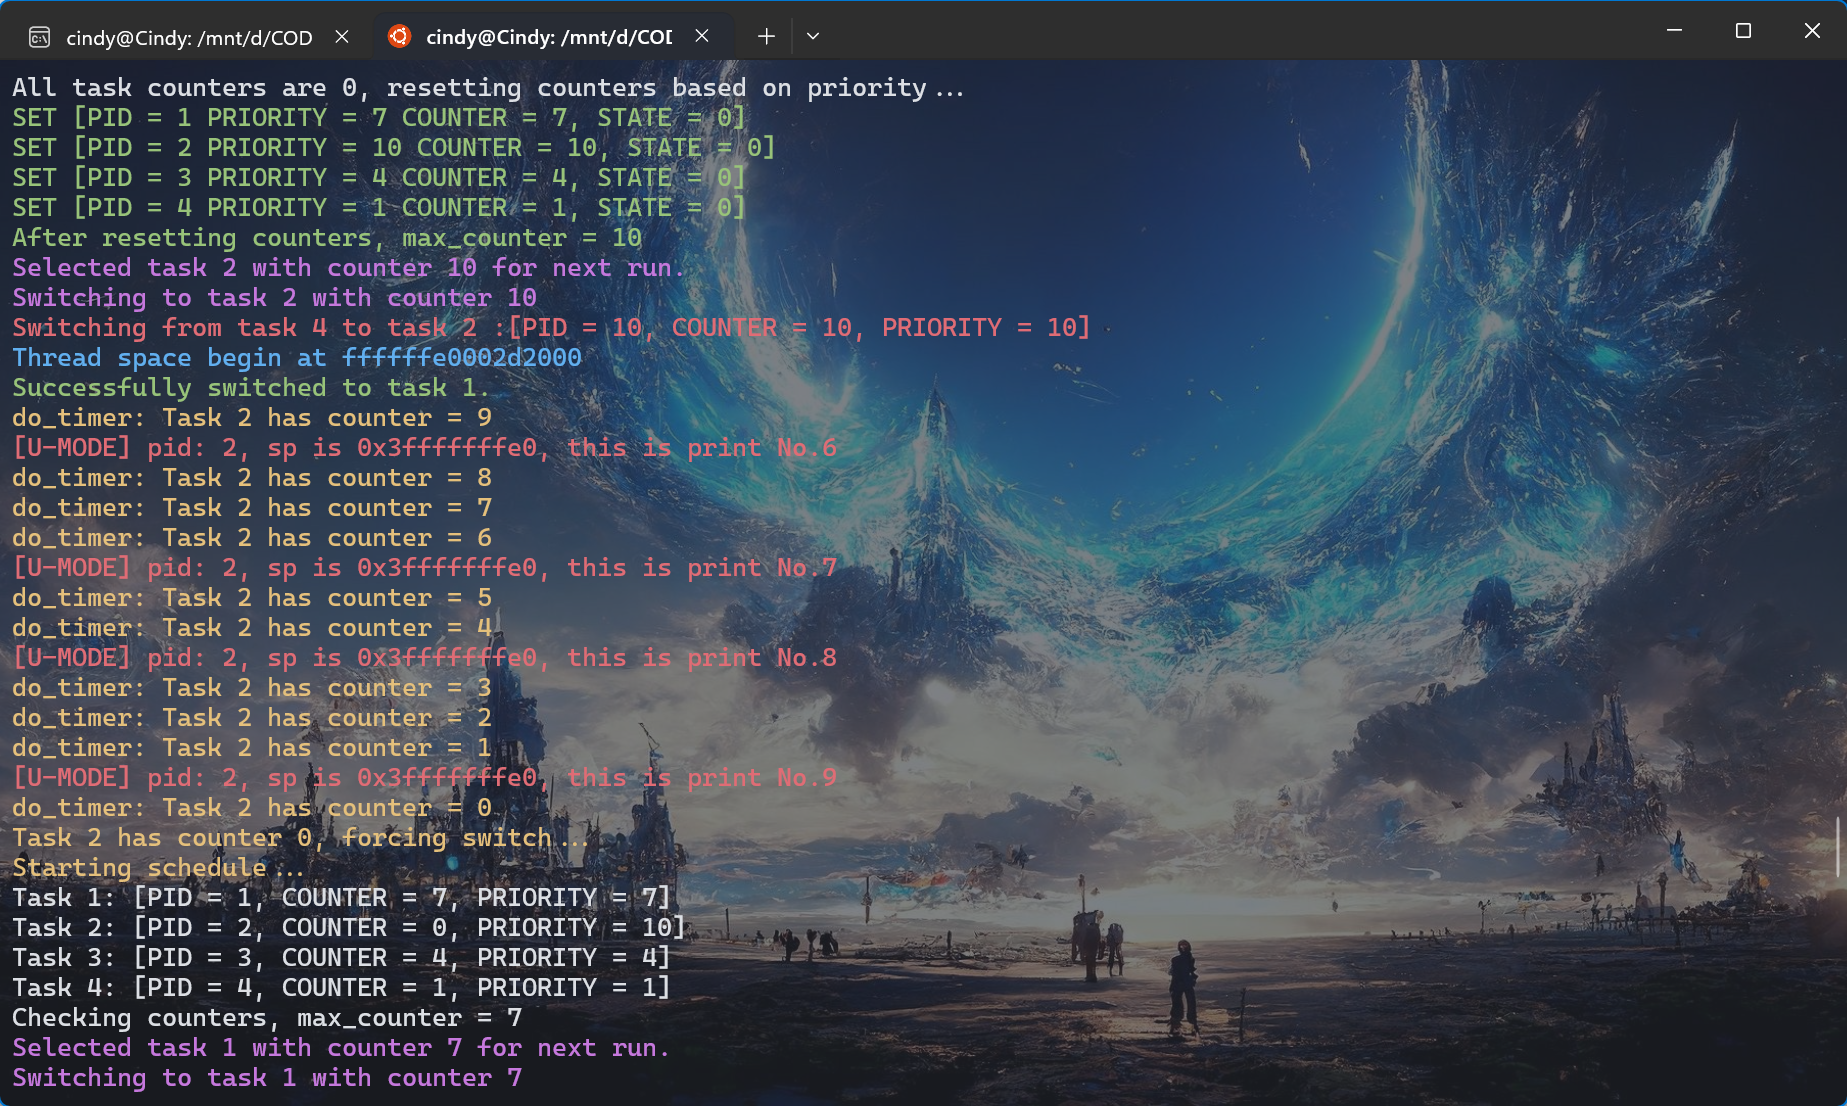 cindy@Cindy: /mnt/d/COD
cindy@Cindy: /mnt/d/COD
All task counters are 0, resetting counters based on priority...
SET [PID = 1 PRIORITY = 7 COUNTER = 7, STATE = 0]
SET [PID = 2 PRIORITY = 10 COUNTER = 10, STATE = 0]
SET [PID = 3 PRIORITY = 4 COUNTER = 4, STATE = 0]
SET [PID = 4 PRIORITY = 1 COUNTER = 1, STATE = 0]
After resetting counters, max_counter = 10
Selected task 2 with counter 10 for next run.
Switching to task 2 with counter 10
Switching from task 4 to task 2 :[PID = 10, COUNTER = 10, PRIORITY = 10]
Thread space begin at ffffffe0002d2000
Successfully switched to task 1.
do_timer: Task 2 has counter = 9
[U-MODE] pid: 2, sp is 0x3fffffffe0, this is print No.6
do_timer: Task 2 has counter = 8
do_timer: Task 2 has counter = 7
do_timer: Task 2 has counter = 6
[U-MODE] pid: 2, sp is 0x3fffffffe0, this is print No.7
do_timer: Task 2 has counter = 5
do_timer: Task 2 has counter = 4
[U-MODE] pid: 2, sp is 0x3fffffffe0, this is print No.8
do_timer: Task 2 has counter = 3
do_timer: Task 2 has counter = 2
do_timer: Task 2 has counter = 1
[U-MODE] pid: 2, sp is 0x3fffffffe0, this is print No.9
do_timer: Task 2 has counter = 0
Task 2 has counter 0, forcing switch...
Starting schedule...
Task 1: [PID = 1, COUNTER = 7, PRIORITY = 7]
Task 2: [PID = 2, COUNTER = 0, PRIORITY = 10]
Task 3: [PID = 3, COUNTER = 4, PRIORITY = 4]
Task 4: [PID = 4, COUNTER = 1, PRIORITY = 1]
Checking counters, max_counter = 7
Selected task 1 with counter 7 for next run.
Switching to task 1 with counter 7